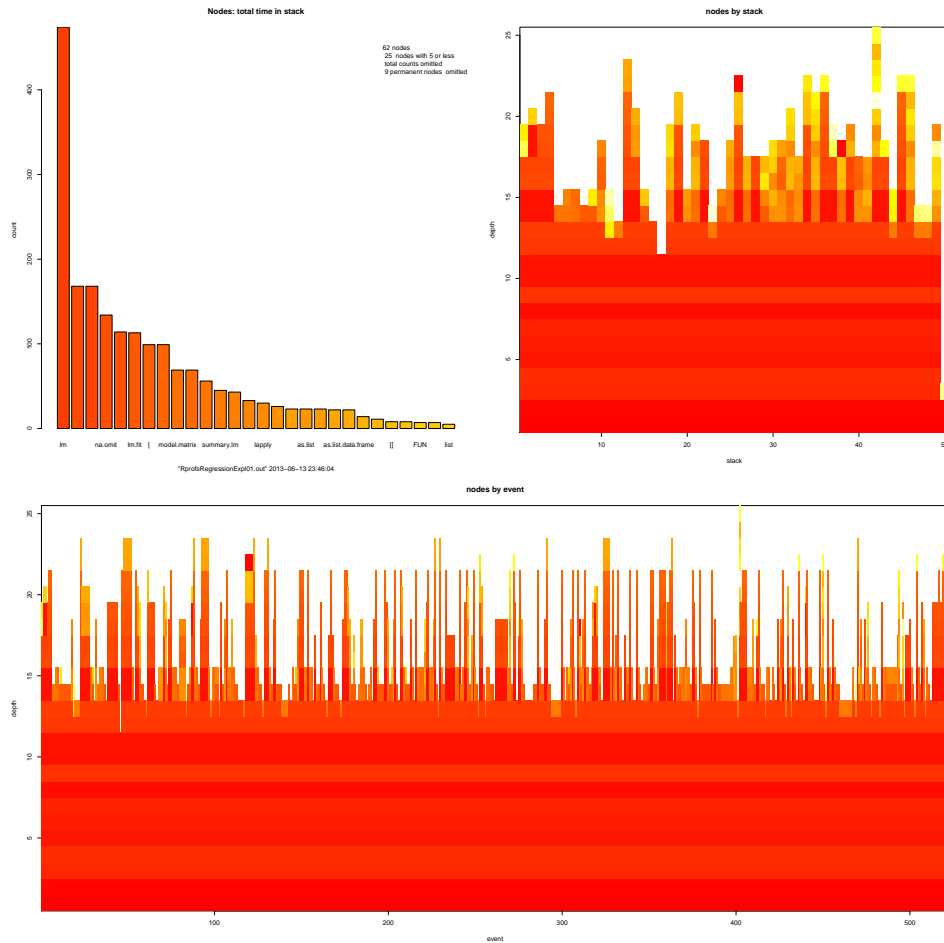 Nodes: total time in stack
62 nodes
25 nodes with 5 or less
total counts omitted
9 permanent nodes omitted
count
0
100
200
300
400
lm
na.omit
lm.fit
[
model.matrix
summary.lm
lapply
as.list
as.list.data.frame
[[
FUN
list
"RprofsRegressionExpl01.out" 2013−06−13 23:46:04
nodes by stack
depth
5
10
15
20
25
10
20
30
40
50
stack
nodes by event
depth
5
10
15
20
25
100
200
300
400
500
event